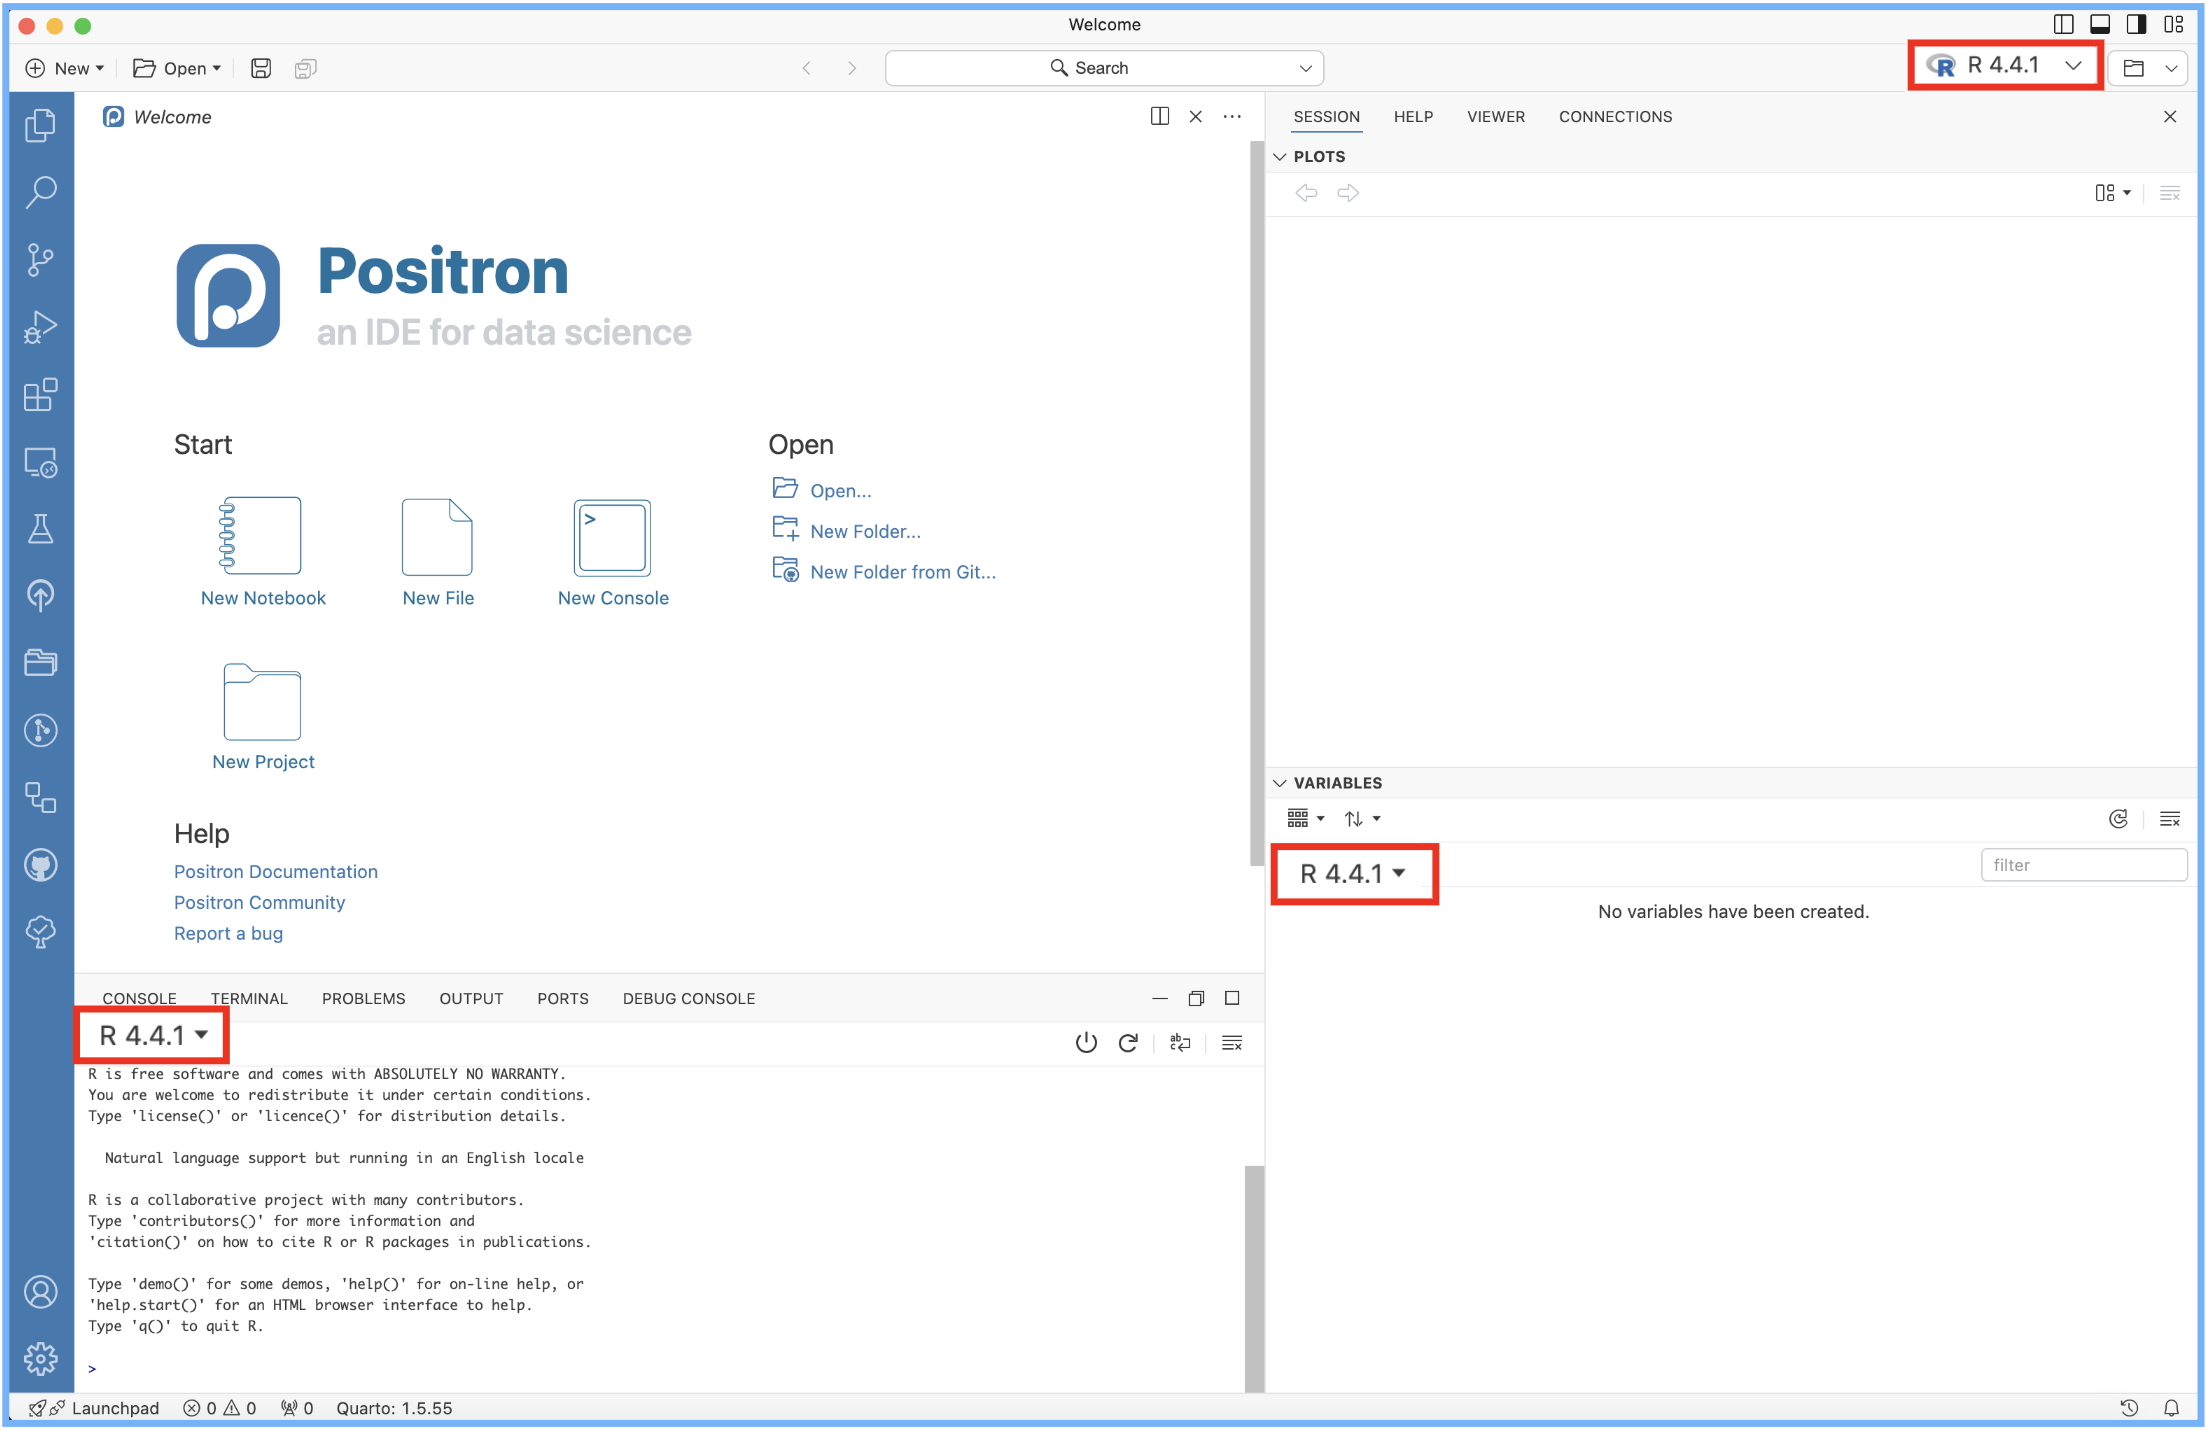 Welcome
New
Open
Search
R 4.4.1
Welcome
Positron
an IDE for data science
Start
New Notebook
New File
New Console
New Project
Open
Open...
New Folder...
New Folder from Git...
Help
Positron Documentation
Positron Community
Report a bug
SESSION HELP VIEWER CONNECTIONS
PLOTS
VARIABLES
R 4.4.1
filter
No variables have been created.
CONSOLE TERMINAL PROBLEMS OUTPUT PORTS DEBUG CONSOLE
R 4.4.1
R is free software and comes with ABSOLUTELY NO WARRANTY.
You are welcome to redistribute it under certain conditions.
Type 'license()' or 'licence()' for distribution details.
Natural language support but running in an English locale
R is a collaborative project with many contributors.
Type 'contributors()' for more information and
'citation()' on how to cite R or R packages in publications.
Type 'demo()' for some demos, 'help()' for on-line help, or
'help.start()' for an HTML browser interface to help.
Type 'q()' to quit R.
>
Launchpad 0 0 0 Quarto: 1.5.55